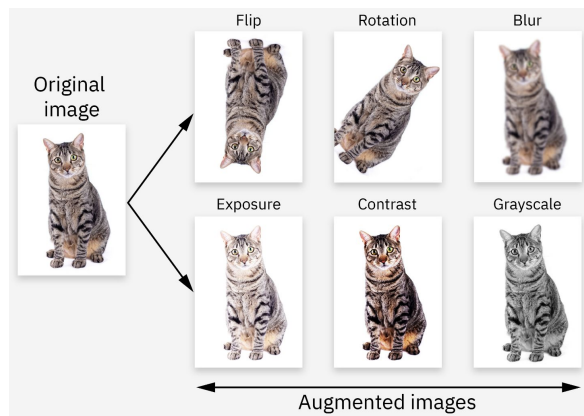 Original
image
Flip
Rotation
Blur
Exposure
Contrast
Grayscale
Augmented images